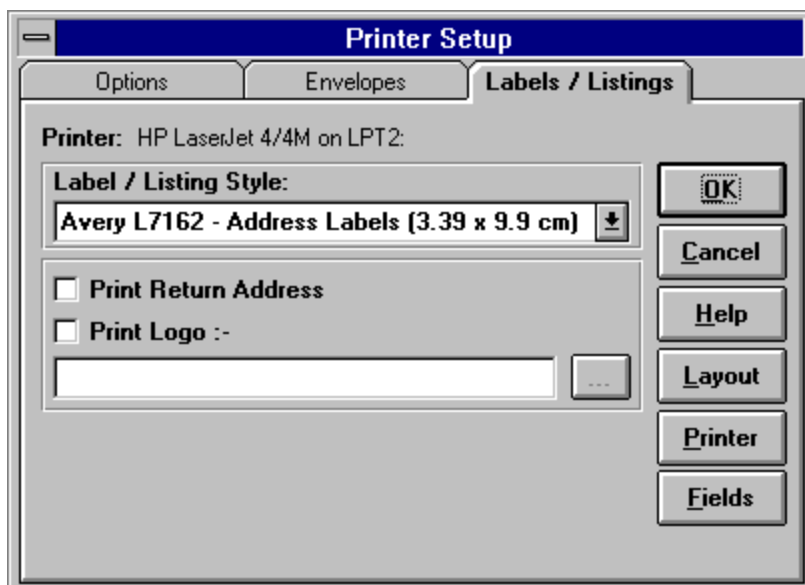 Printer Setup
Options
Envelopes
Labels / Listings
Printer: HP LaserJet 4/4M on LPT2:
Label / Listing Style:
Avery L7162 - Address Labels (3.39 x 9.9 cm)
Print Return Address
Print Logo :-
...
OK
Cancel
Help
Layout
Printer
Fields